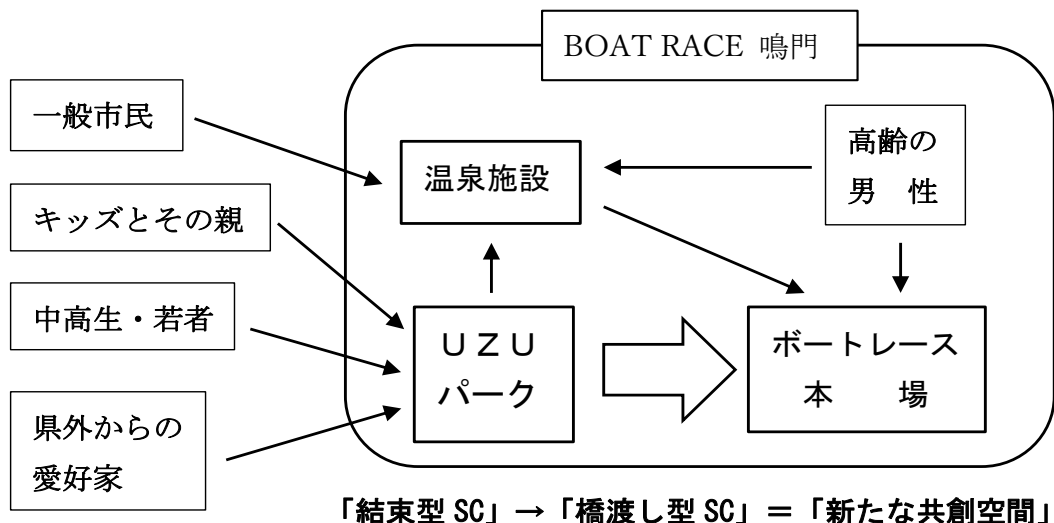 BOAT RACE 鳴門
一般市民
キッズとその親
中高生・若者
県外からの
愛好家
温泉施設
高齢の
男　性
ＵＺＵ
パーク
ボートレース
本　　場
「結束型 SC」→「橋渡し型 SC」＝「新たな共創空間」